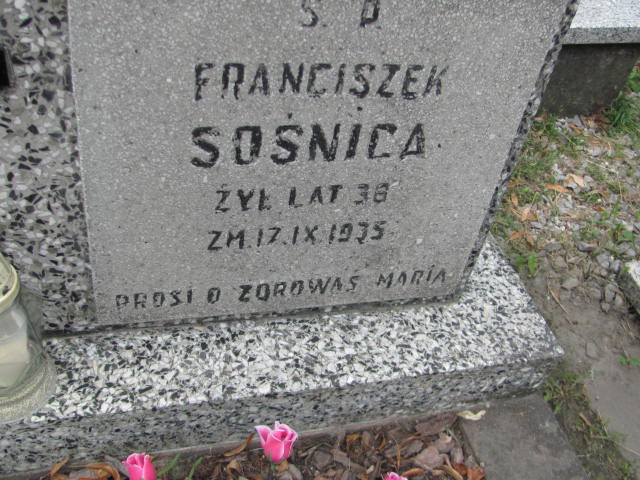 Ś. P.
FRANCISZEK
SOŚNICA
ŻYŁ LAT 38
ZM. 17. IX. 1935
PROSI O ZDROWAŚ MARIA